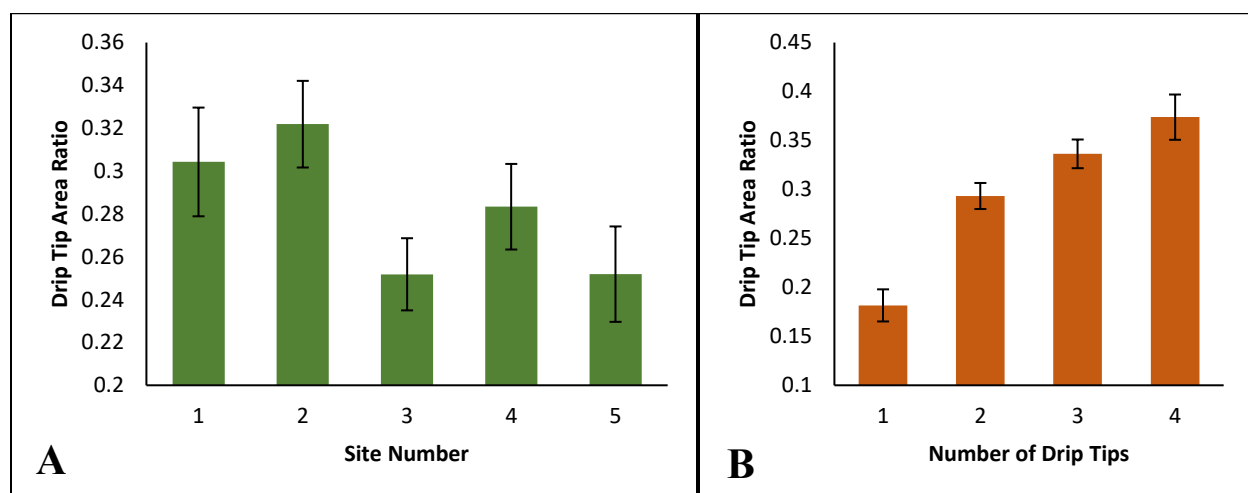 0.36
0.34
0.32
0.3
0.28
0.26
0.24
0.22
0.2
Drip Tip Area Ratio
1 2 3 4 5
Site Number
A
0.45
0.4
0.35
0.3
0.25
0.2
0.15
0.1
Drip Tip Area Ratio
1 2 3 4
Number of Drip Tips
B